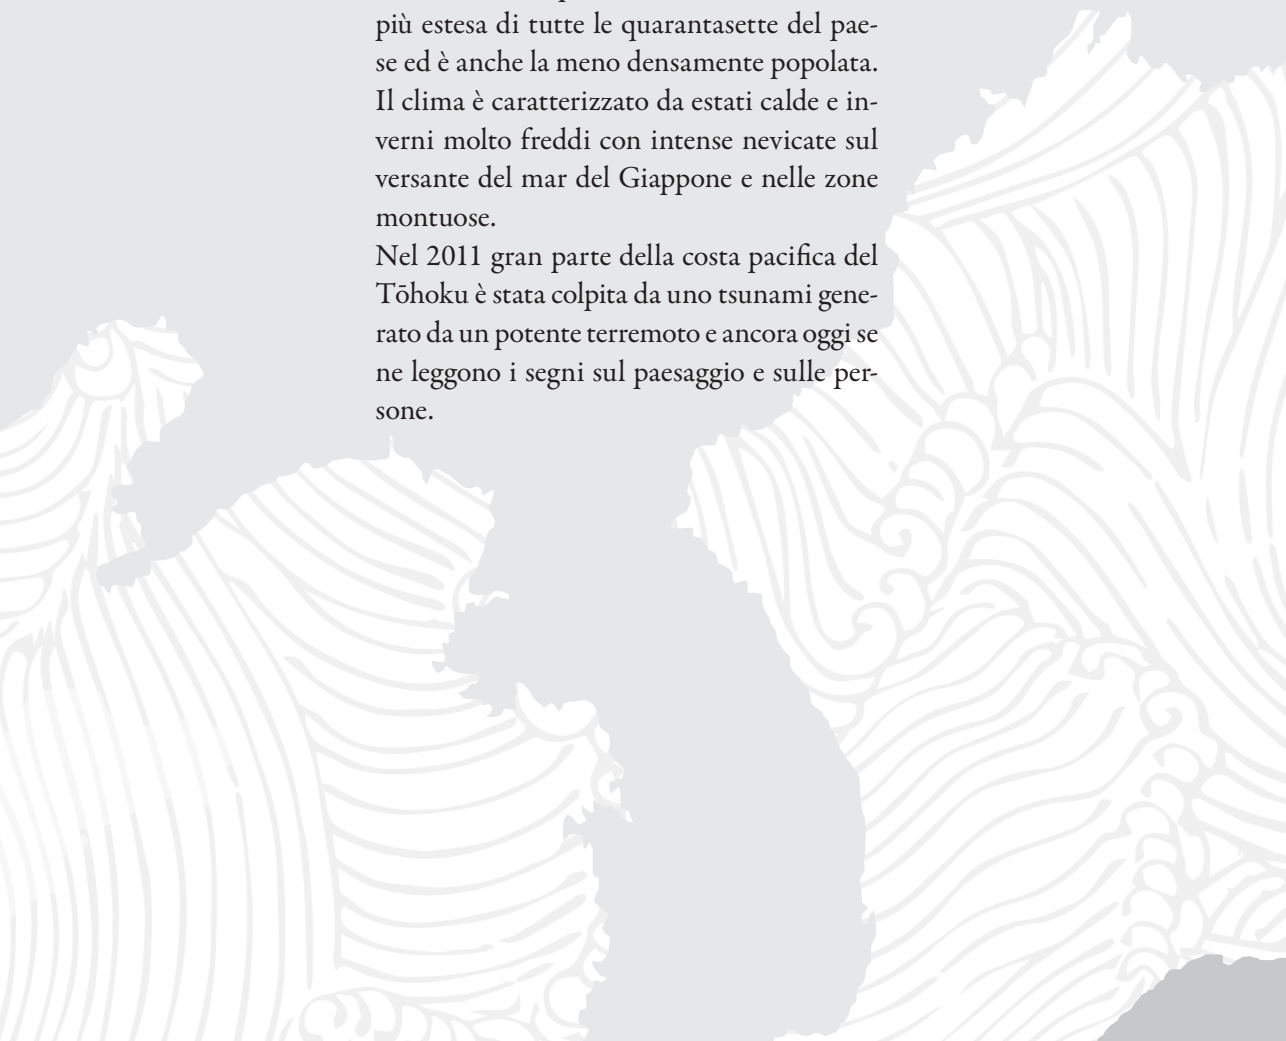 più estesa di tutte le quarantasette del pae-
se ed è anche la meno densamente popolata.
Il clima è caratterizzato da estati calde e in-
verni molto freddi con intense nevicate sul
versante del mar del Giappone e nelle zone
montuose.
Nel 2011 gran parte della costa pacifica del
Tōhoku è stata colpita da uno tsunami gene-
rato da un potente terremoto e ancora oggi se
ne leggono i segni sul paesaggio e sulle per-
sone.